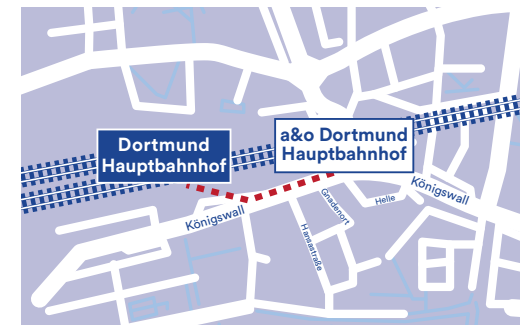 Dortmund
Hauptbahnhof
a&o Dortmund
Hauptbahnhof
Königswall
Königswall
Gnadenort
Helle
Hansastraße